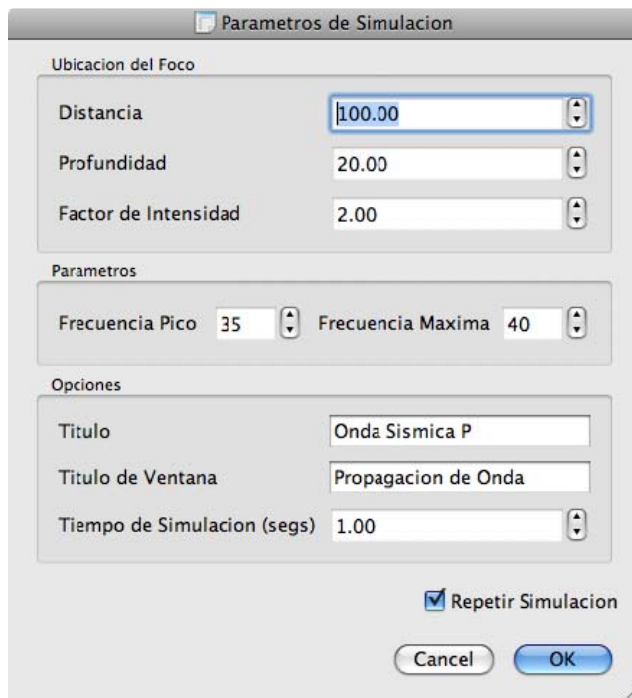 Parametros de Simulacion
Ubicacion del Foco
Distancia 100.00
Profundidad 20.00
Factor de Intensidad 2.00
Parametros
Frecuencia Pico 35 Frecuencia Maxima 40
Opciones
Titulo Onda Sismica P
Titulo de Ventana Propagacion de Onda
Tiempo de Simulacion (segs) 1.00
Repetir Simulacion
Cancel OK